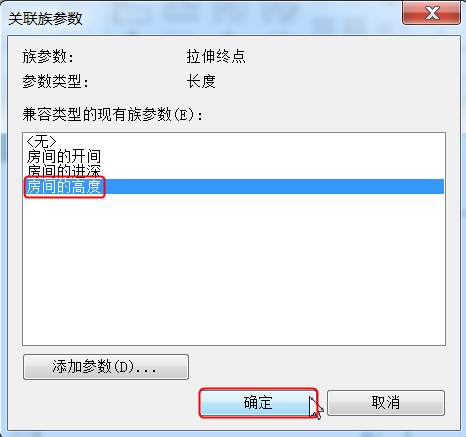 关联族参数
族参数: 拉伸终点
参数类型: 长度
兼容类型的现有族参数(E):
<无>
房间的开间
房间的进深
房间的高度
添加参数(D)...
确定 取消